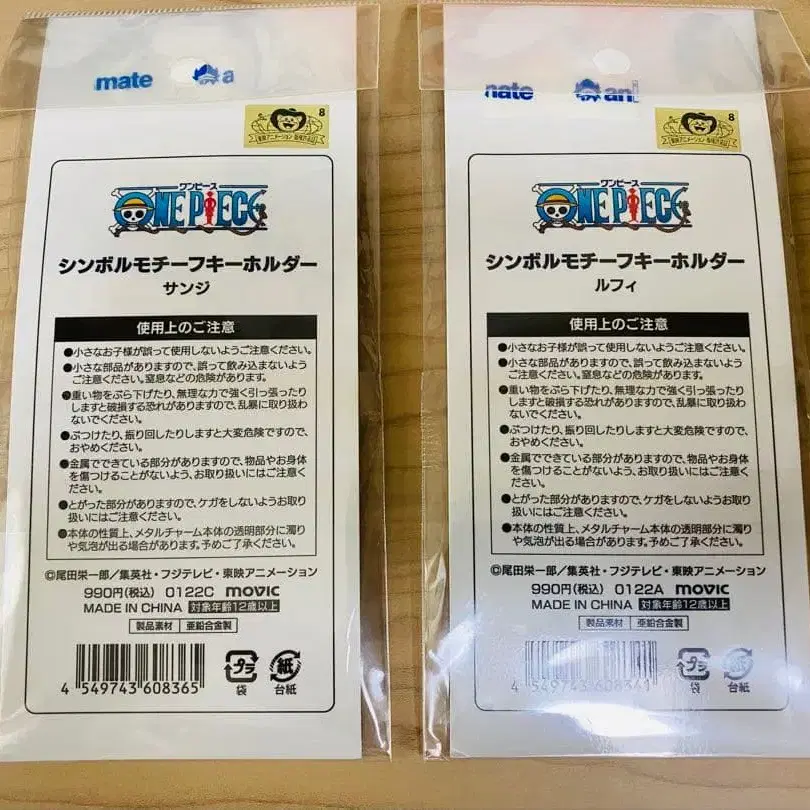 mate
a
8
東映アニメーション
ワンピース
ONE PIECE
シンボルモチーフキーホルダー
サンジ
使用上のご注意
●小さなお子様が誤って使用しないようご注意ください。
●小さな部品がありますので、誤って飲み込まないよう
ご注意ください。窒息などの危険があります。
●重い物をぶら下げたり、無理な力で強く引っ張ったり
しますと破損する恐れがありますので、乱暴に取り扱わ
ないでください。
●ぶつけたり、振り回したりしますと大変危険ですので、
おやめください。
●金属でできている部分がありますので、物品やお身体
を傷つけることがないよう、お取り扱いにはご注意くだ
さい。
●とがった部分がありますので、ケガをしないようお取り
扱いにはご注意ください。
●本体の性質上、メタルチャーム本体の透明部分に濁り
や気泡が出る場合があります。予めご了承ください。
©尾田栄一郎／集英社・フジテレビ・東映アニメーション
990円(税込) 0122C movic
MADE IN CHINA 対象年齢12歳以上
製品素材 亜鉛合金製
4 549743 608365
プラ
袋
紙
台紙
mate
ani
8
東映アニメーション
ワンピース
ONE PIECE
シンボルモチーフキーホルダー
ルフィ
使用上のご注意
●小さなお子様が誤って使用しないようご注意ください。
●小さな部品がありますので、誤って飲み込まないよう
ご注意ください。窒息などの危険があります。
●重い物をぶら下げたり、無理な力で強く引っ張ったり
しますと破損する恐れがありますので、乱暴に取り扱わ
ないでください。
●ぶつけたり、振り回したりしますと大変危険ですので、
おやめください。
●金属でできている部分がありますので、物品やお身体
を傷つけることがないよう、お取り扱いにはご注意くだ
さい。
●とがった部分がありますので、ケガをしないようお取り
扱いにはご注意ください。
●本体の性質上、メタルチャーム本体の透明部分に濁り
や気泡が出る場合があります。予めご了承ください。
©尾田栄一郎／集英社・フジテレビ・東映アニメーション
990円(税込) 0122A movic
MADE IN CHINA 対象年齢12歳以上
製品素材 亜鉛合金製
4 549743 608341
プラ
袋
紙
台紙